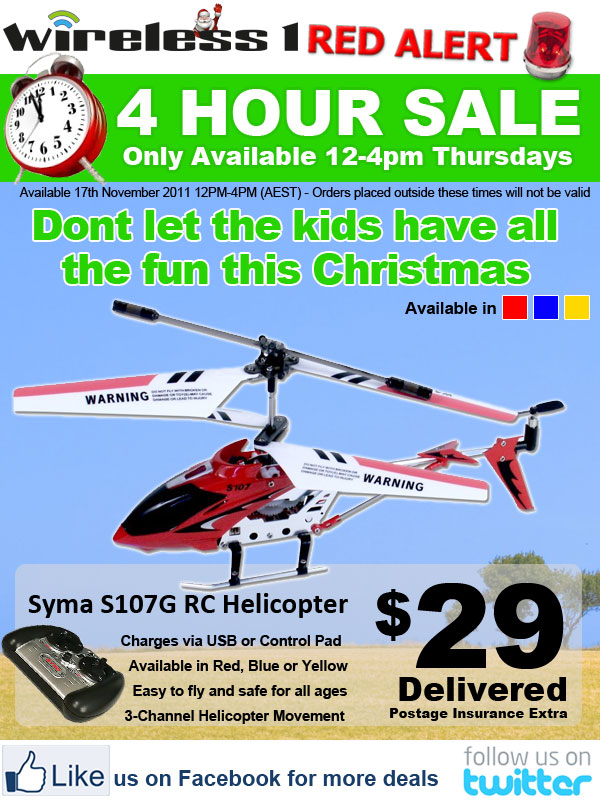 wireless 1 RED ALERT
4 HOUR SALE
Only Available 12-4pm Thursdays
Available 17th November 2011 12PM-4PM (AEST) - Orders placed outside these times will not be valid
Dont let the kids have all
the fun this Christmas
Available in
WARNING
WARNING
S107
Syma S107G RC Helicopter
$29
Charges via USB or Control Pad
Available in Red, Blue or Yellow
Easy to fly and safe for all ages
3-Channel Helicopter Movement
Delivered
Postage Insurance Extra
Like us on Facebook for more deals
follow us on
twitter